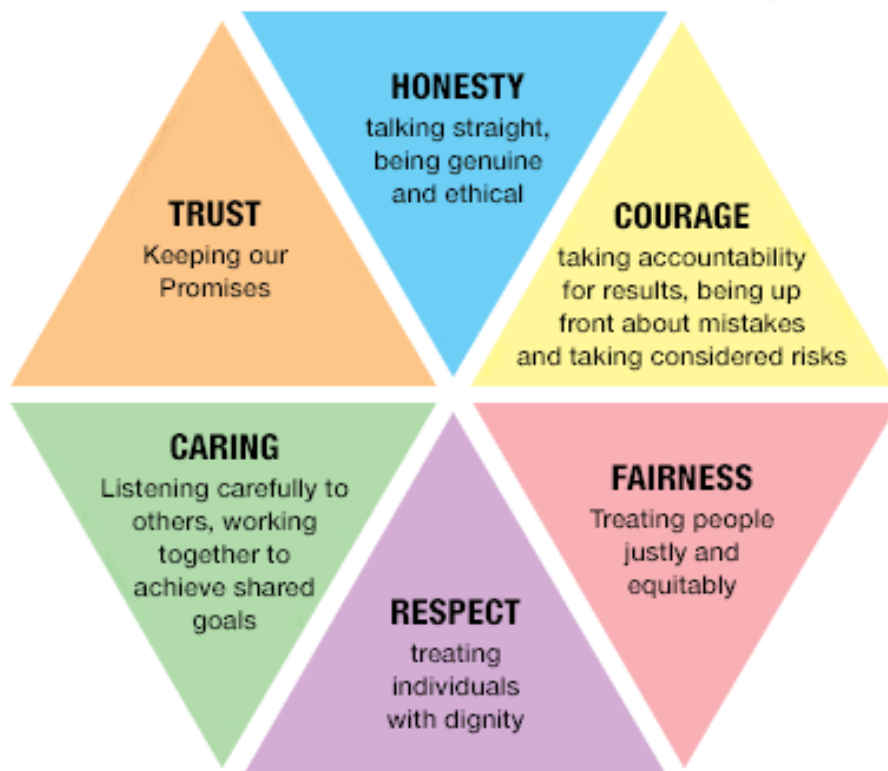 HONESTY
talking straight,
being genuine
and ethical
TRUST
Keeping our
Promises
COURAGE
taking accountability
for results, being up
front about mistakes
and taking considered risks
CARING
Listening carefully to
others, working
together to
achieve shared
goals
RESPECT
treating
individuals
with dignity
FAIRNESS
Treating people
justly and
equitably